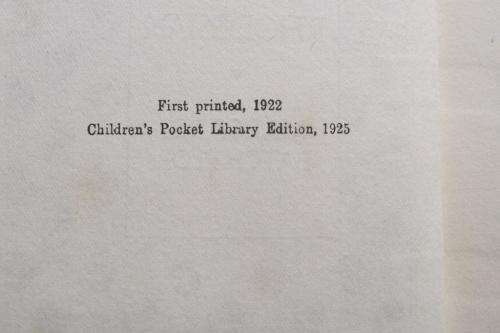 First printed, 1922
Children's Pocket Library Edition, 1925